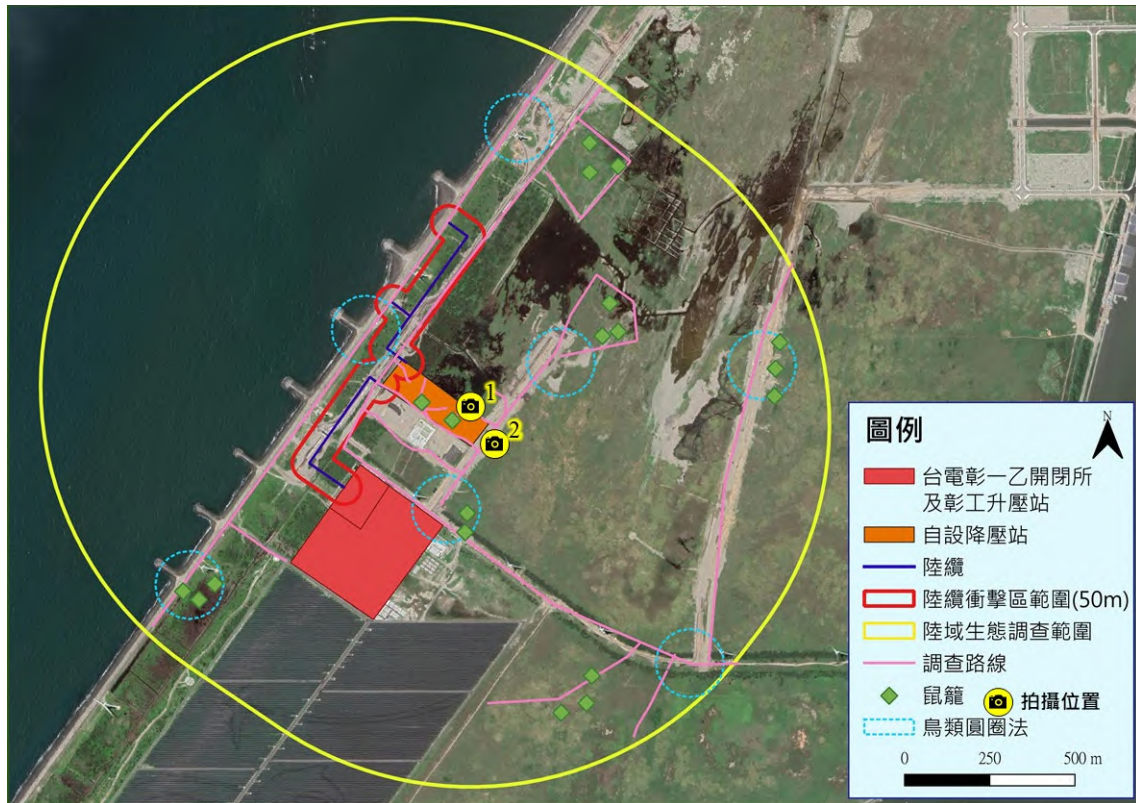 1
2
圖例
N
台電彰一乙開閉所
及彰工升壓站
自設降壓站
陸纜
陸纜衝擊區範圍(50m)
陸域生態調查範圍
調查路線
鼠籠
拍攝位置
鳥類圓圈法
0 250 500 m